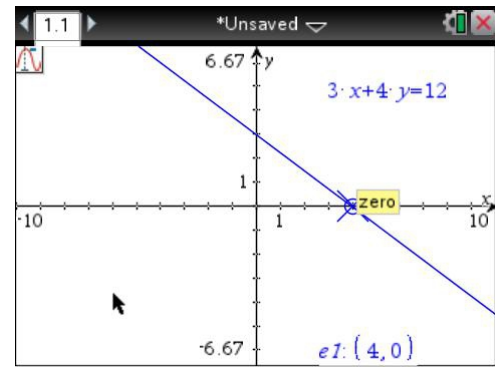 1.1 *Unsaved
6.67 y
3·x+4·y=12
1
zero
x
-10 1 10
-6.67 e1: (4,0)